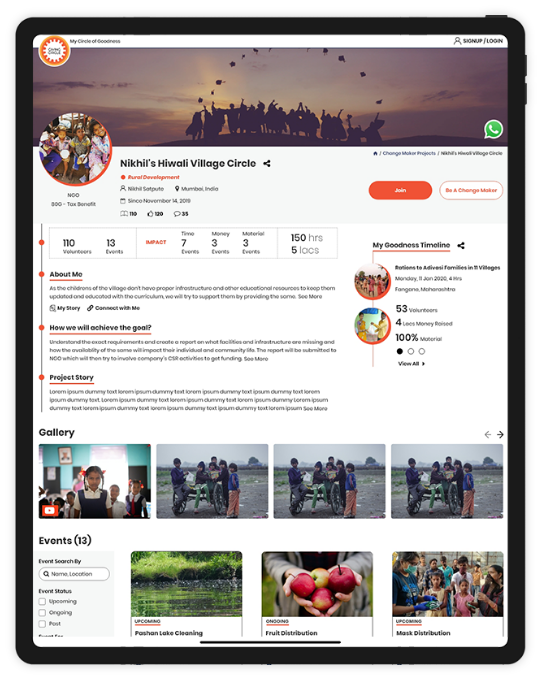 GIVING
CIRCLE
My Circle of Goodness
SIGNUP / LOGIN
/ Change Maker Projects / Nikhil's Hiwali Village Circle
Nikhil's Hiwali Village Circle
Rural Development
Nikhil Satpute
Mumbai, India
Since November 14, 2019
110
120
35
NGO
80G - Tax Benefit
Join
Be A Change Maker
110
Volunteers
13
Events
IMPACT
Time
7
Events
Money
3
Events
Material
3
Events
150 hrs
5 lacs
About Me
As the childrens of the village don't have proper infrastructure and other educational resources to keep them
updated and educated with the curriculum, we will try to support them by providing the same. See More
My Story
Connect with Me
How we will achieve the goal?
Understand the exact requirements and create a report on what facilities and infrastructure are missing and
how the availability of the same will impact their individual and community life. The report will be submitted to
NGO which will then try to involve company's CSR activities to get funding. See More
Project Story
Lorem ipsum dummy text lorem ipsum dummy text lorem ipsum dummy text lorem ipsum dummy text lorem
ipsum dummy text lorem ipsum dummy text lorem ipsum dummy text lorem ipsum dummy text lorem ipsum
dummy text lorem ipsum dummy text lorem ipsum dummy text lorem ipsum dummy text See More
My Goodness Timeline
Rations to Adivasi Families in 11 Villages
Monday, 11 Jan 2020, 4 Hrs
Fangane, Maharashtra
53 Volunteers
4 Lacs Money Raised
100% Material
View All
Gallery
Events (13)
Event Search By
Name, Location
Event Status
Upcoming
Ongoing
Post
Event For
UPCOMING
Pashan Lake Cleaning
ONGOING
Fruit Distribution
UPCOMING
Mask Distribution